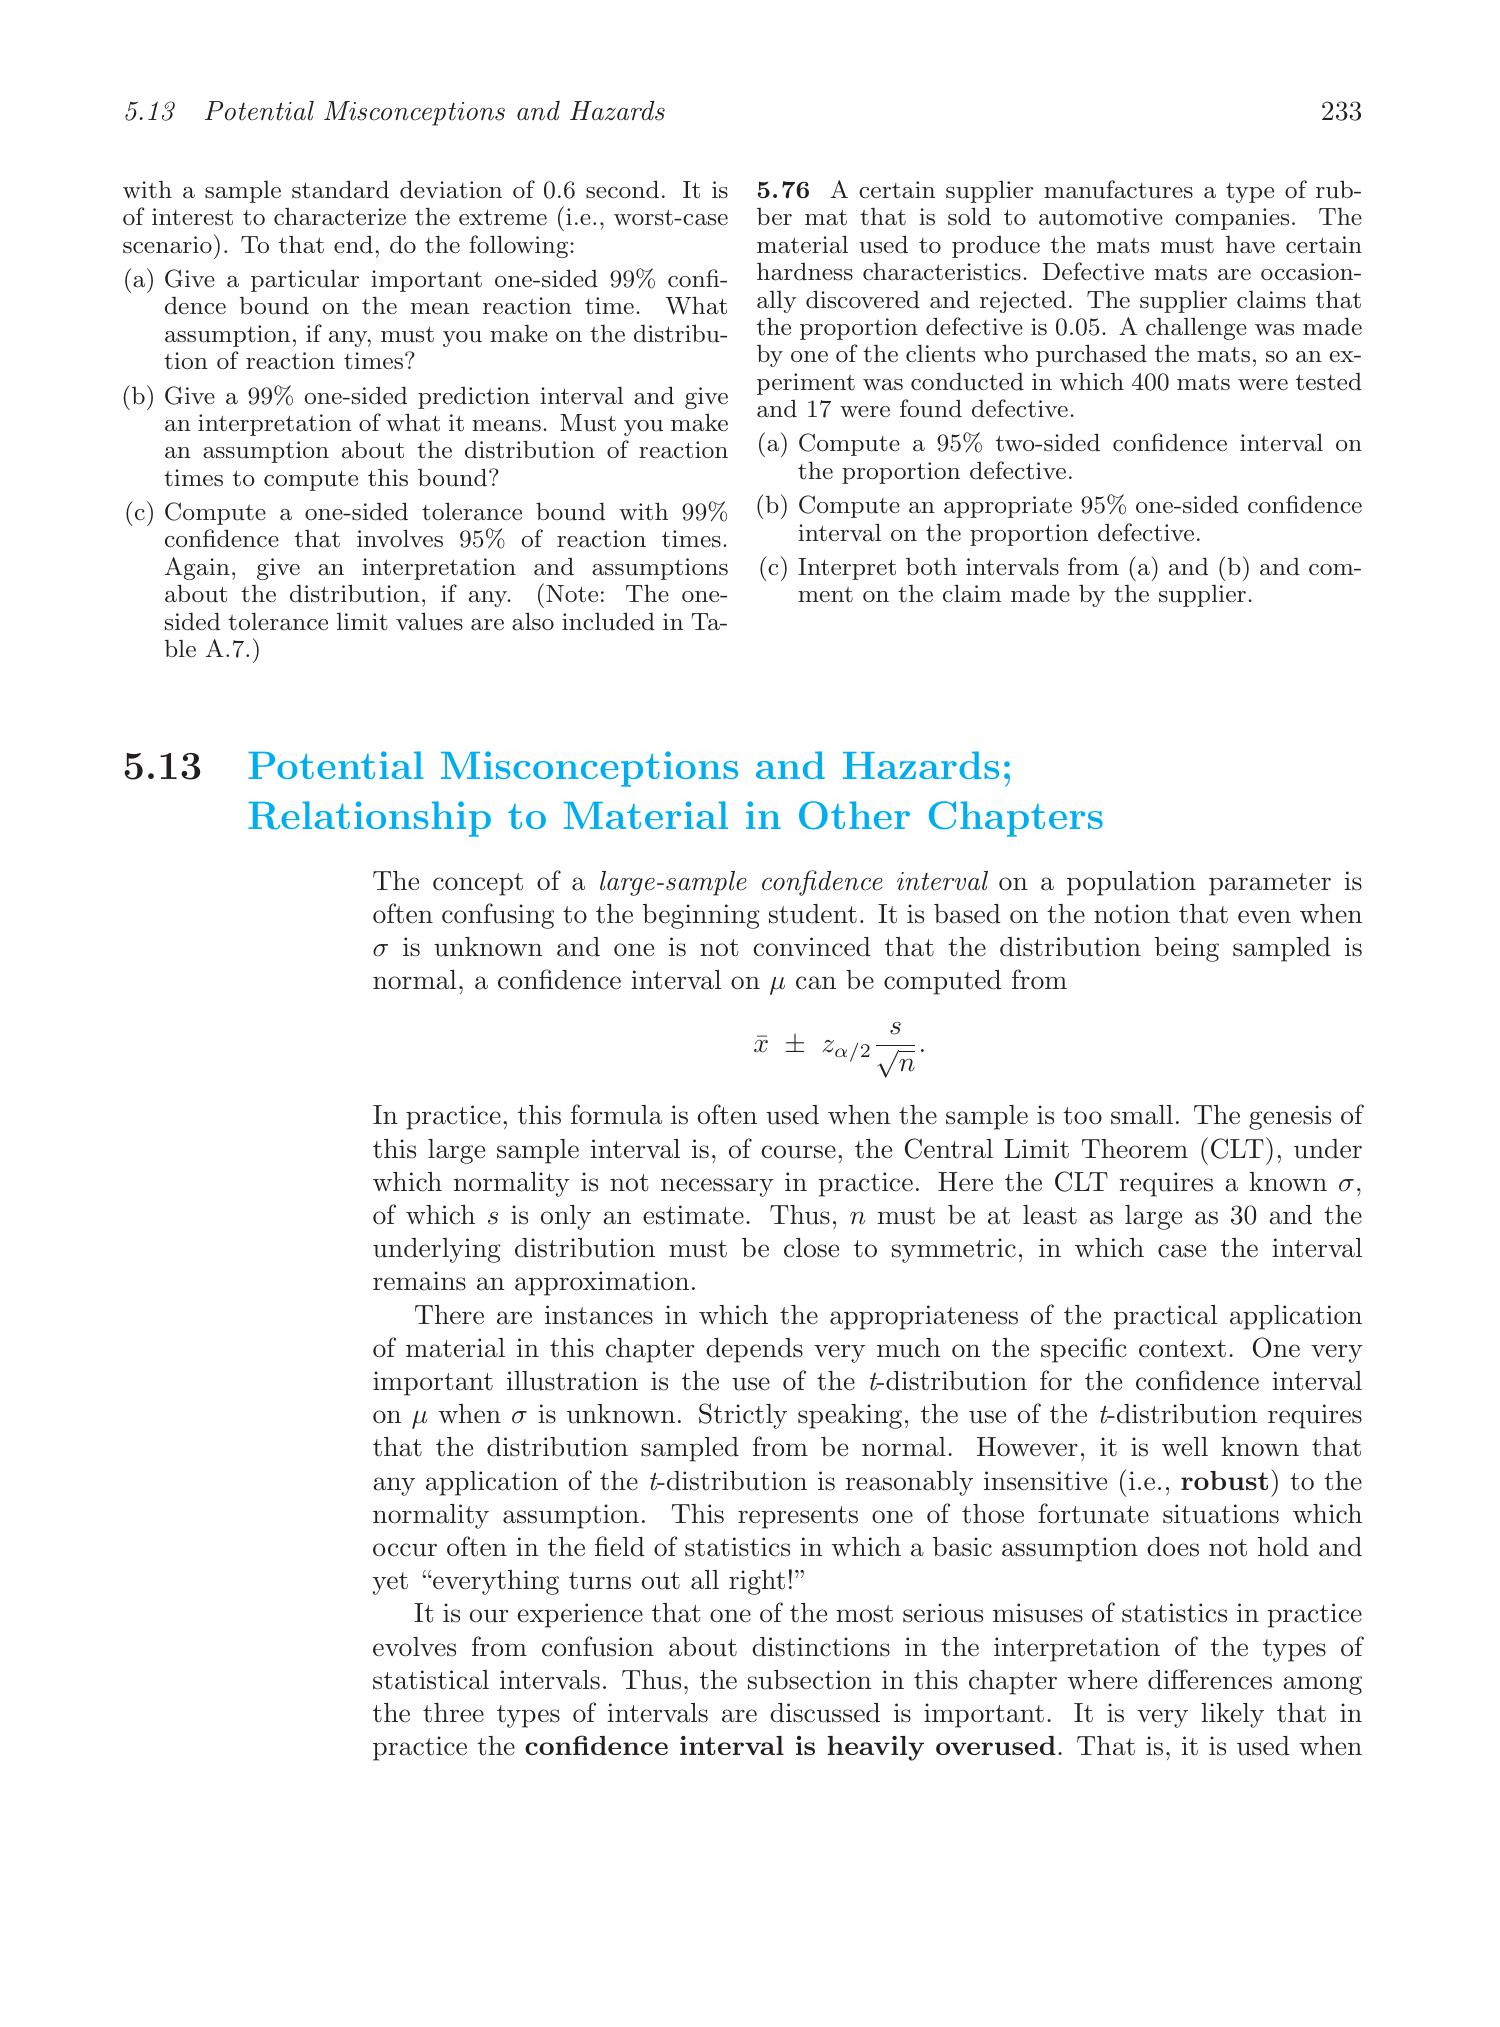 5.13 Potential Misconceptions and Hazards 233
with a sample standard deviation of 0.6 second. It is
of interest to characterize the extreme (i.e., worst-case
scenario). To that end, do the following:
(a) Give a particular important one-sided 99% confi-
dence bound on the mean reaction time. What
assumption, if any, must you make on the distribu-
tion of reaction times?
(b) Give a 99% one-sided prediction interval and give
an interpretation of what it means. Must you make
an assumption about the distribution of reaction
times to compute this bound?
(c) Compute a one-sided tolerance bound with 99%
confidence that involves 95% of reaction times.
Again, give an interpretation and assumptions
about the distribution, if any. (Note: The one-
sided tolerance limit values are also included in Ta-
ble A.7.)
5.76 A certain supplier manufactures a type of rub-
ber mat that is sold to automotive companies. The
material used to produce the mats must have certain
hardness characteristics. Defective mats are occasion-
ally discovered and rejected. The supplier claims that
the proportion defective is 0.05. A challenge was made
by one of the clients who purchased the mats, so an ex-
periment was conducted in which 400 mats were tested
and 17 were found defective.
(a) Compute a 95% two-sided confidence interval on
the proportion defective.
(b) Compute an appropriate 95% one-sided confidence
interval on the proportion defective.
(c) Interpret both intervals from (a) and (b) and com-
ment on the claim made by the supplier.
5.13 Potential Misconceptions and Hazards;
Relationship to Material in Other Chapters
The concept of a large-sample confidence interval on a population parameter is
often confusing to the beginning student. It is based on the notion that even when
σ is unknown and one is not convinced that the distribution being sampled is
normal, a confidence interval on μ can be computed from
x̄ ± z_{α/2} s/√n.
In practice, this formula is often used when the sample is too small. The genesis of
this large sample interval is, of course, the Central Limit Theorem (CLT), under
which normality is not necessary in practice. Here the CLT requires a known σ,
of which s is only an estimate. Thus, n must be at least as large as 30 and the
underlying distribution must be close to symmetric, in which case the interval
remains an approximation.
There are instances in which the appropriateness of the practical application
of material in this chapter depends very much on the specific context. One very
important illustration is the use of the t-distribution for the confidence interval
on μ when σ is unknown. Strictly speaking, the use of the t-distribution requires
that the distribution sampled from be normal. However, it is well known that
any application of the t-distribution is reasonably insensitive (i.e., robust) to the
normality assumption. This represents one of those fortunate situations which
occur often in the field of statistics in which a basic assumption does not hold and
yet “everything turns out all right!”
It is our experience that one of the most serious misuses of statistics in practice
evolves from confusion about distinctions in the interpretation of the types of
statistical intervals. Thus, the subsection in this chapter where differences among
the three types of intervals are discussed is important. It is very likely that in
practice the confidence interval is heavily overused. That is, it is used when